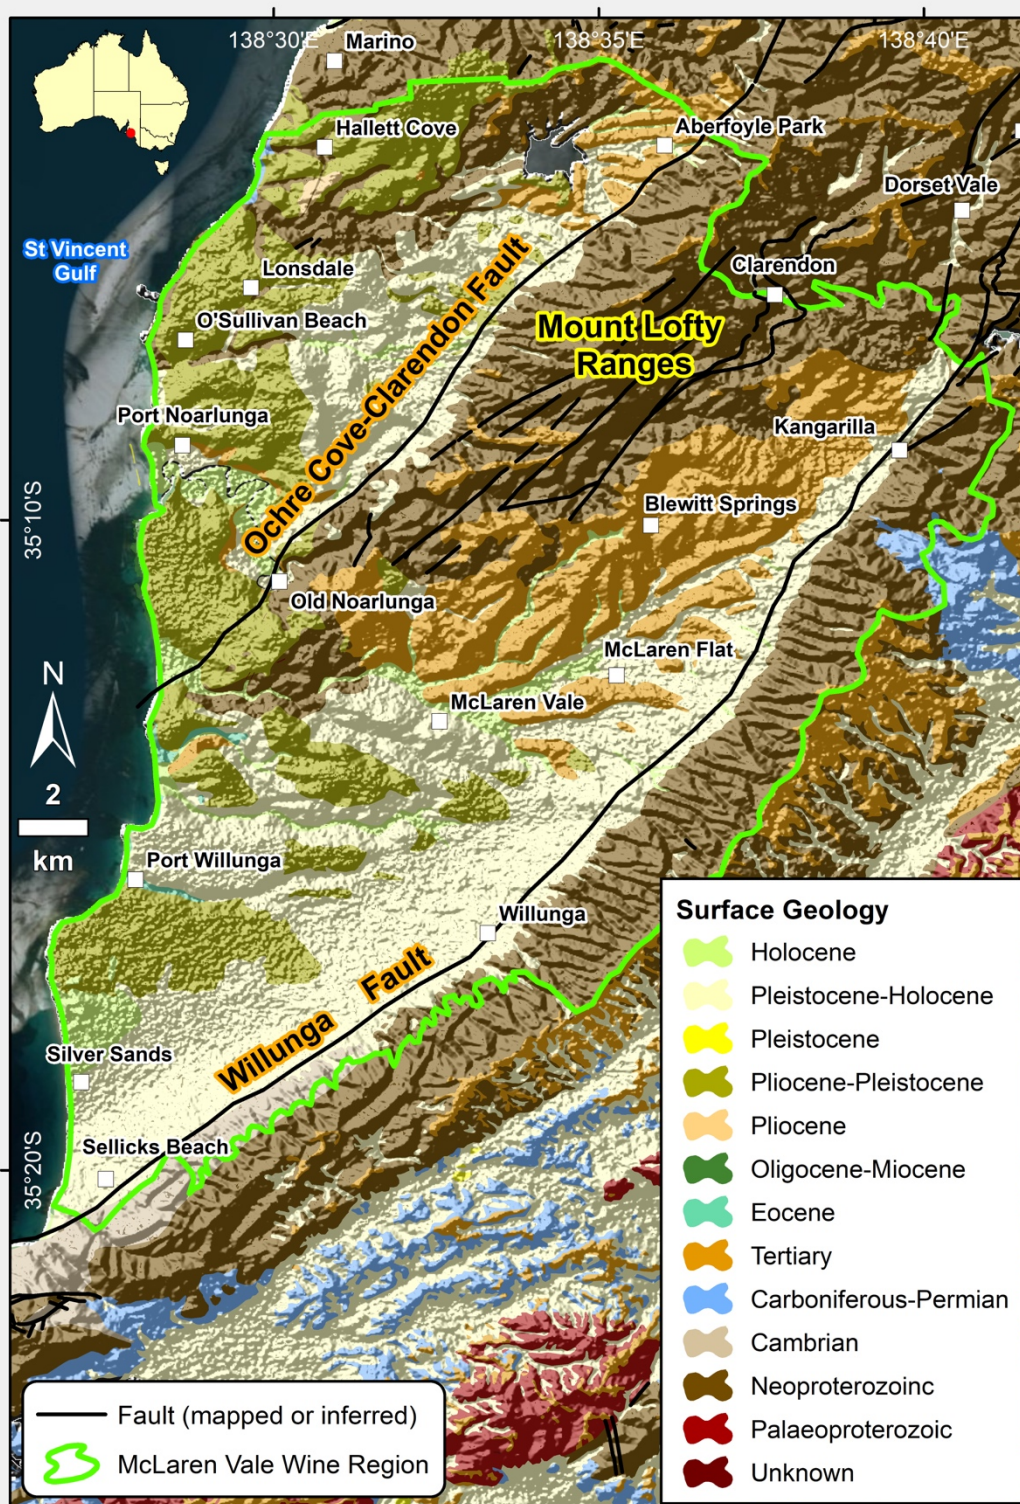 138°30'E
138°35'E
138°40'E
Marino
Hallett Cove
Aberfoyle Park
Dorset Vale
St Vincent
Gulf
Lonsdale
Clarendon
O'Sullivan Beach
Mount Lofty
Ranges
Ochre Cove-Clarendon Fault
Port Noarlunga
Kangarilla
35°10'S
Blewitt Springs
Old Noarlunga
N
McLaren Flat
McLaren Vale
2
km
Port Willunga
Willunga
Willunga Fault
Silver Sands
Sellicks Beach
35°20'S
Surface Geology
Holocene
Pleistocene-Holocene
Pleistocene
Pliocene-Pleistocene
Pliocene
Oligocene-Miocene
Eocene
Tertiary
Carboniferous-Permian
Cambrian
Neoproterozoinc
Palaeoproterozoic
Unknown
Fault (mapped or inferred)
McLaren Vale Wine Region